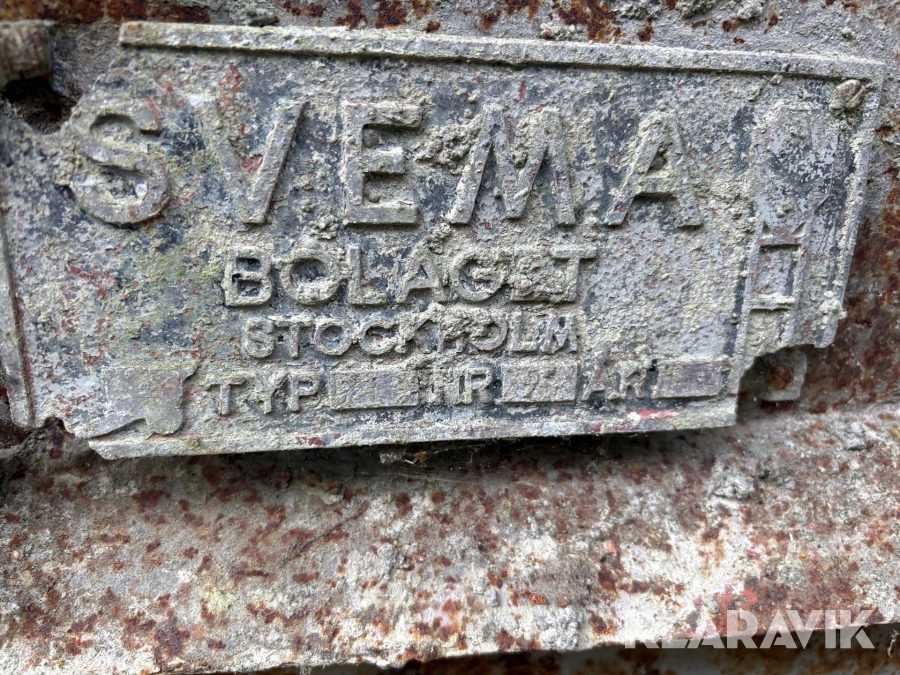 SVEMA
BOLAGET
STOCKHOLM
TYP NR ÅR
KLARAVIK